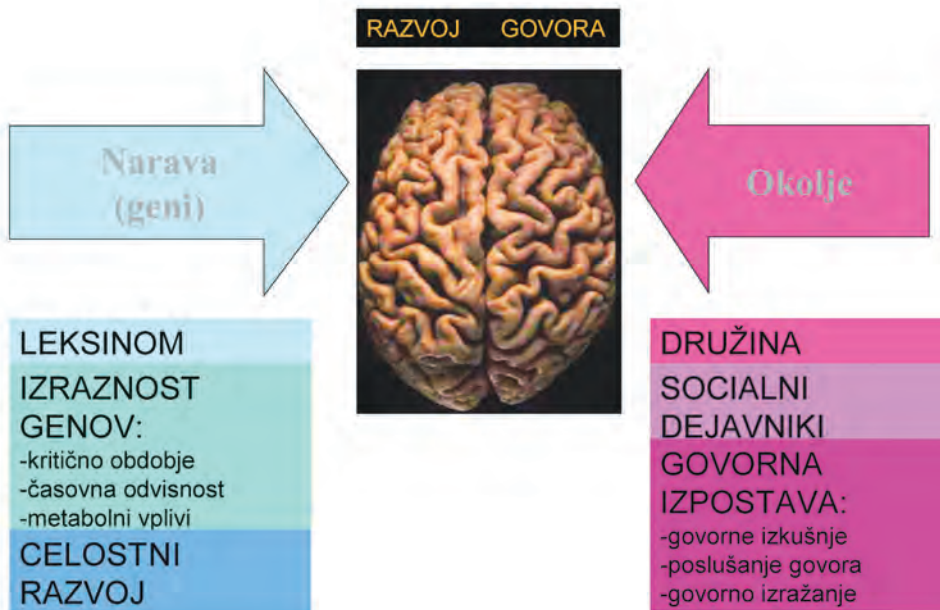 RAZVOJ GOVORA
Narava
(geni)
Okolje
LEKSINOM
IZRAZNOST
GENOV:
-kritično obdobje
-časovna odvisnost
-metabolni vplivi
CELOSTNI
RAZVOJ
DRUŽINA
SOCIALNI
DEJAVNIKI
GOVORNA
IZPOSTAVA:
-govorne izkušnje
-poslušanje govora
-govorno izražanje